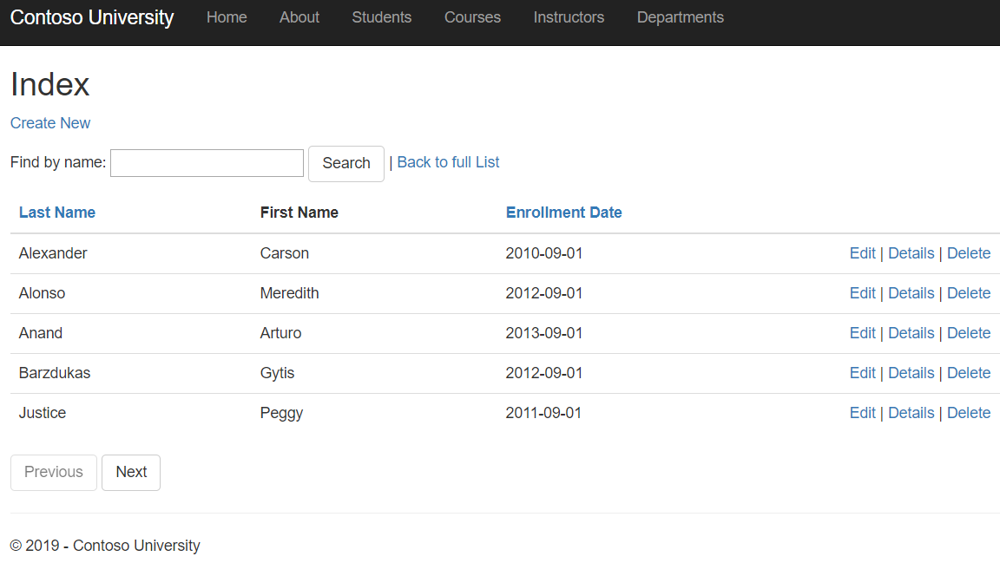 Contoso University Home About Students Courses Instructors Departments
Index
Create New
Find by name: Search | Back to full List
Last Name First Name Enrollment Date
Alexander Carson 2010-09-01 Edit | Details | Delete
Alonso Meredith 2012-09-01 Edit | Details | Delete
Anand Arturo 2013-09-01 Edit | Details | Delete
Barzdukas Gytis 2012-09-01 Edit | Details | Delete
Justice Peggy 2011-09-01 Edit | Details | Delete
Previous Next
© 2019 - Contoso University